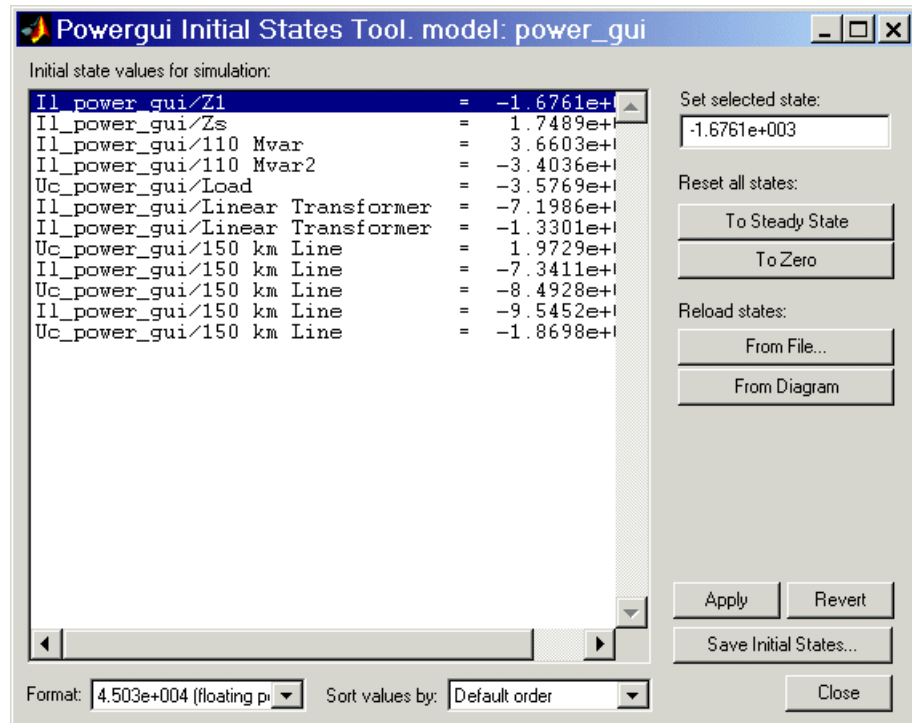 Powergui Initial States Tool. model: power_gui
Initial state values for simulation:
Il_power_gui/Z1 = -1.6761e+
Il_power_gui/Zs = 1.7489e+
Il_power_gui/110 Mvar = 3.6603e+
Il_power_gui/110 Mvar2 = -3.4036e+
Uc_power_gui/Load = -3.5769e+
Il_power_gui/Linear Transformer = -7.1986e+
Il_power_gui/Linear Transformer = -1.3301e+
Uc_power_gui/150 km Line = 1.9729e+
Il_power_gui/150 km Line = -7.3411e+
Uc_power_gui/150 km Line = -8.4928e+
Il_power_gui/150 km Line = -9.5452e+
Uc_power_gui/150 km Line = -1.8698e+
Set selected state:
-1.6761e+003
Reset all states:
To Steady State
To Zero
Reload states:
From File...
From Diagram
Apply Revert
Save Initial States...
Format: 4.503e+004 (floating p Sort values by: Default order
Close